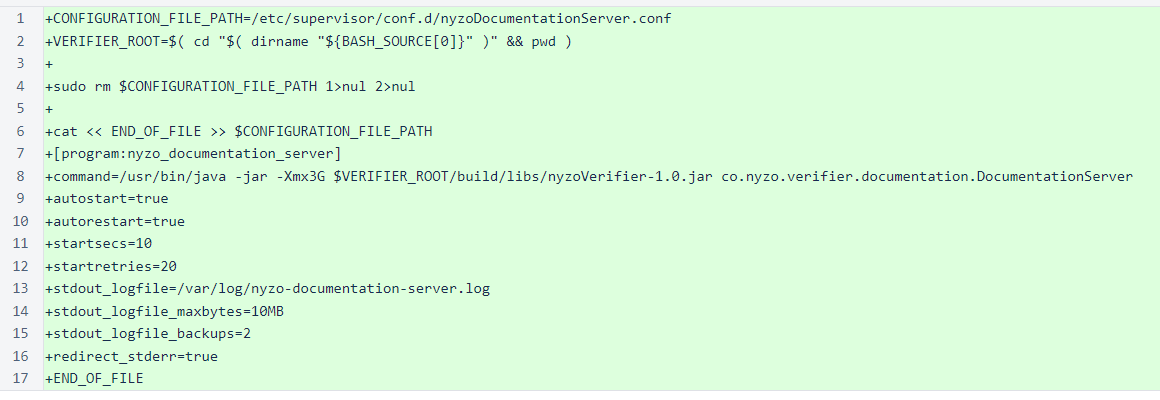 1 +CONFIGURATION_FILE_PATH=/etc/supervisor/conf.d/nyzoDocumentationServer.conf
2 +VERIFIER_ROOT=$( cd "$( dirname "${BASH_SOURCE[0]}" )" && pwd )
3 +
4 +sudo rm $CONFIGURATION_FILE_PATH 1>nul 2>nul
5 +
6 +cat << END_OF_FILE >> $CONFIGURATION_FILE_PATH
7 +[program:nyzo_documentation_server]
8 +command=/usr/bin/java -jar -Xmx3G $VERIFIER_ROOT/build/libs/nyzoVerifier-1.0.jar co.nyzo.verifier.documentation.DocumentationServer
9 +autostart=true
10 +autorestart=true
11 +startsecs=10
12 +startretries=20
13 +stdout_logfile=/var/log/nyzo-documentation-server.log
14 +stdout_logfile_maxbytes=10MB
15 +stdout_logfile_backups=2
16 +redirect_stderr=true
17 +END_OF_FILE